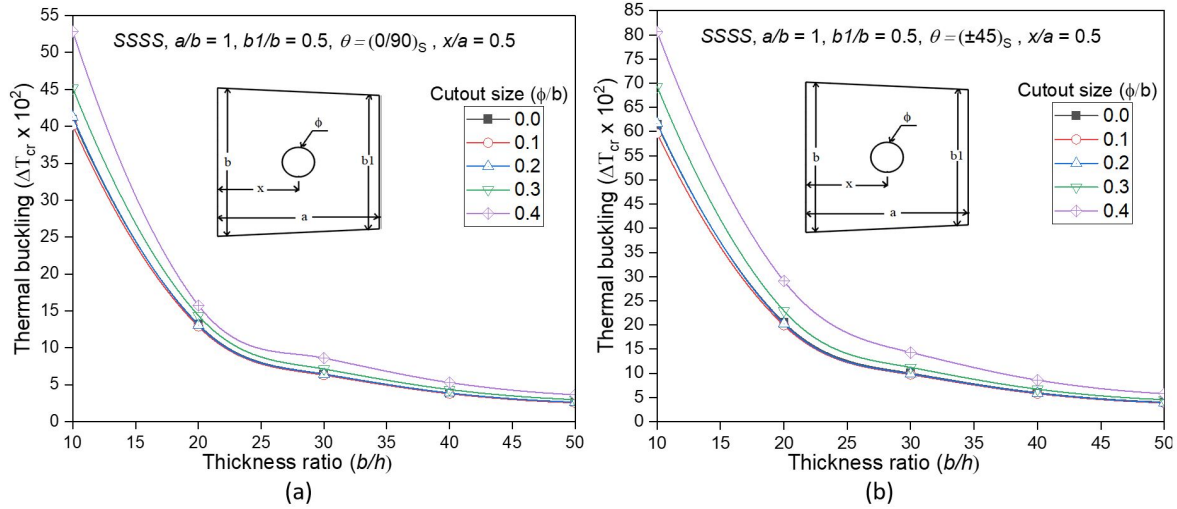 SSSS, a/b = 1, b1/b = 0.5, θ = (0/90)S , x/a = 0.5
Thermal buckling (ΔTcr x 10²)
55
50
45
40
35
30
25
20
15
10
5
0
Cutout size (ϕ/b)
0.0
0.1
0.2
0.3
0.4
ϕ
b
b1
x
a
10 15 20 25 30 35 40 45 50
Thickness ratio (b/h)
(a)
SSSS, a/b = 1, b1/b = 0.5, θ = (±45)S , x/a = 0.5
Thermal buckling (ΔTcr x 10²)
85
80
75
70
65
60
55
50
45
40
35
30
25
20
15
10
5
0
Cutout size (ϕ/b)
0.0
0.1
0.2
0.3
0.4
ϕ
b
b1
x
a
10 15 20 25 30 35 40 45 50
Thickness ratio (b/h)
(b)